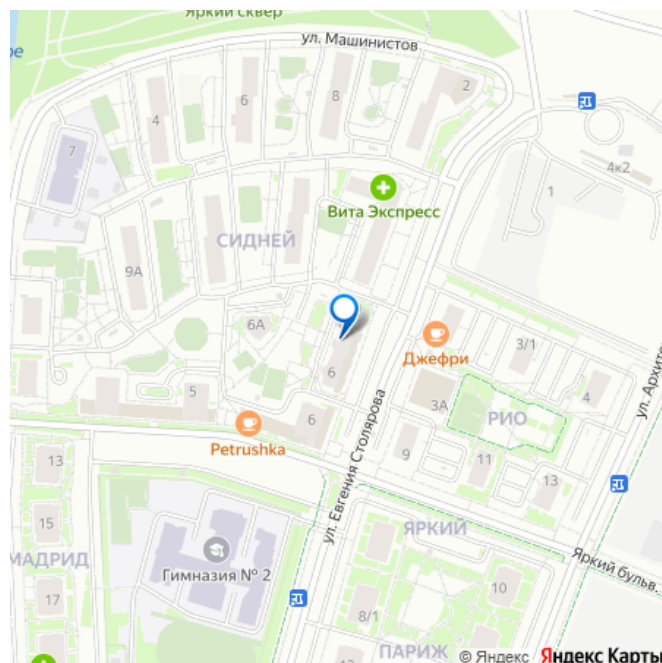 Яркий сквер
ул. Машинистов
2
8
6
4
7
4к2
1
Вита Экспресс
СИДНЕЙ
9А
6А
Джефри
3/1
6
5
6
3А
4
РИО
ул. Архите
Petrushka
9
11
13
13
ул. Евгения Столярова
15
ЯРКИЙ
МАДРИД
Гимназия № 2
Яркий бульв.
17
10
8/1
ПАРИЖ
© Яндекс Яндекс Карты